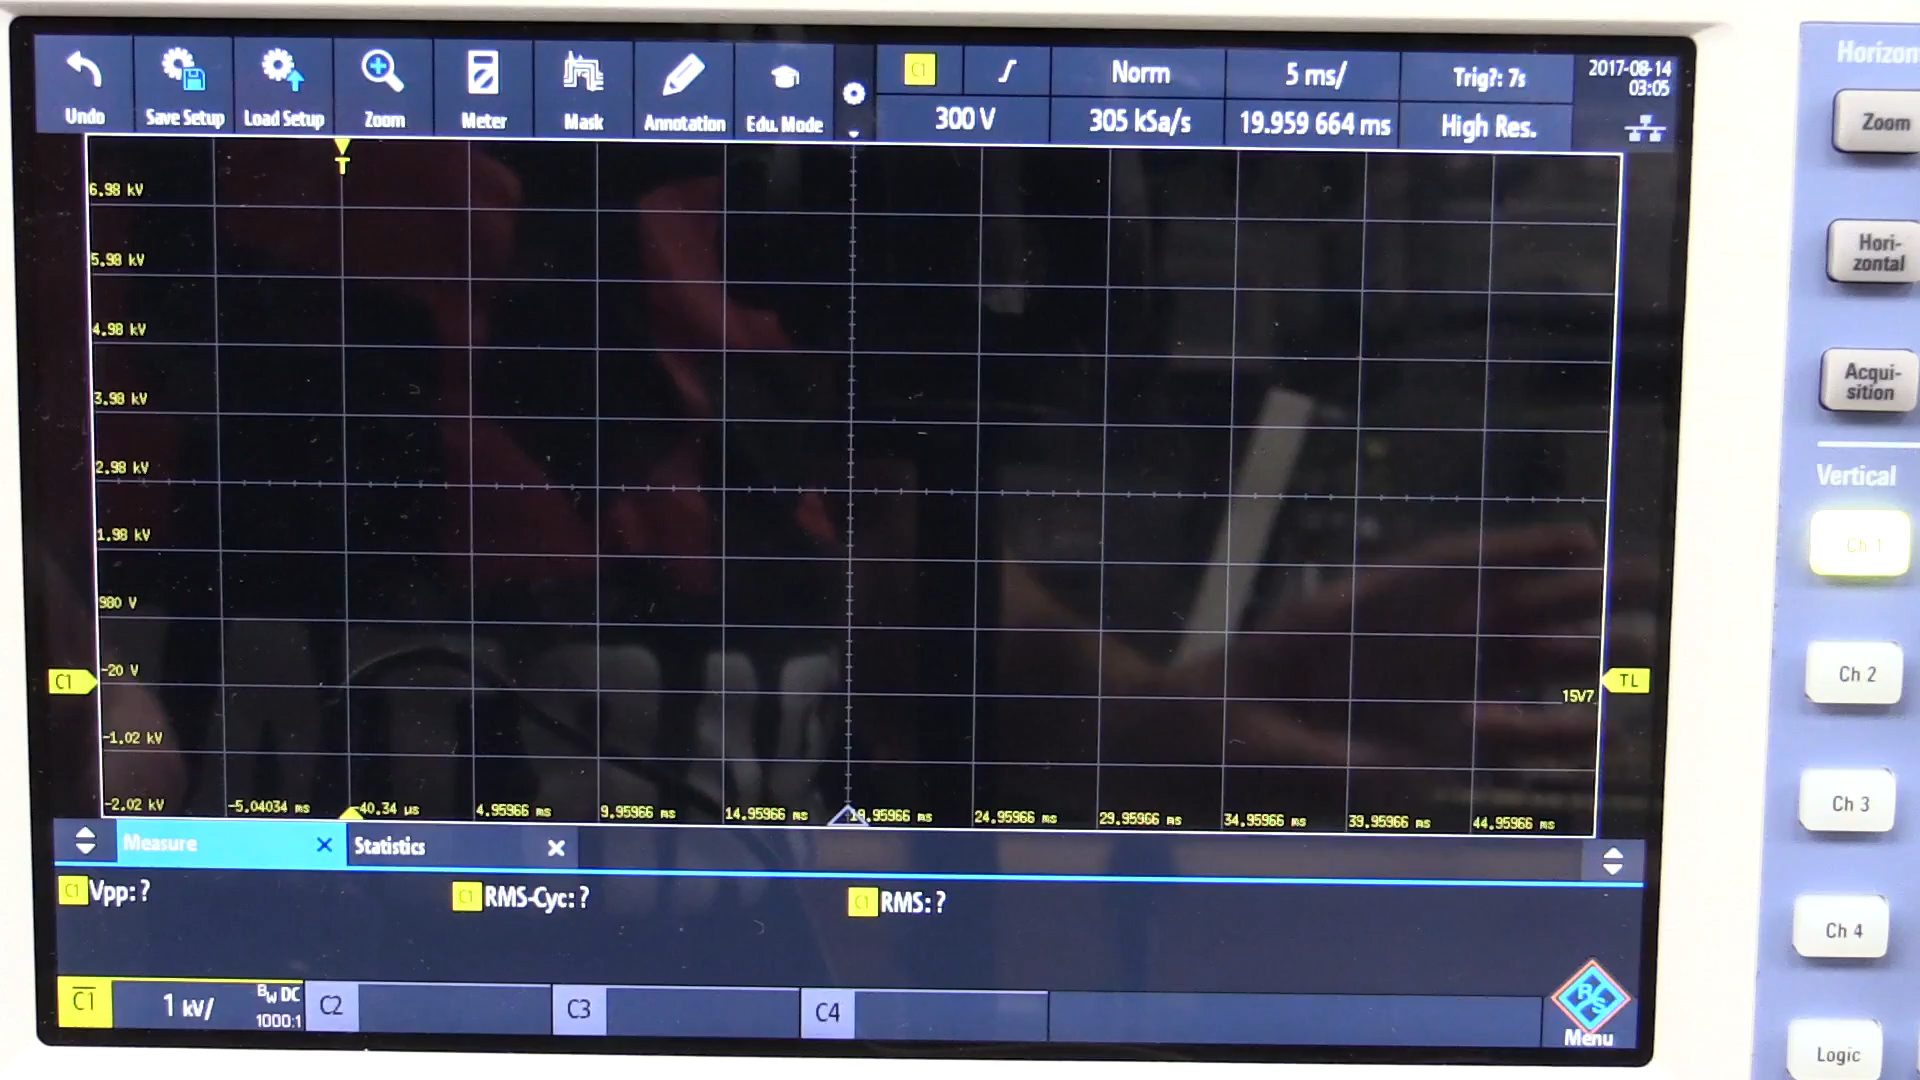 Undo
Save Setup
Load Setup
Zoom
Meter
Mask
Annotation
Edu. Mode
C1
Norm
5 ms/
Trig?: 7s
300 V
305 kSa/s
19.959 664 ms
High Res.
2017-08-14
03:05
T
6.98 kV
5.98 kV
4.98 kV
3.98 kV
2.98 kV
1.98 kV
980 V
-20 V
-1.02 kV
-2.02 kV
C1
TL
15V7
-5.04034 ms
-40.34 µs
4.95966 ms
9.95966 ms
14.95966 ms
19.95966 ms
24.95966 ms
29.95966 ms
34.95966 ms
39.95966 ms
44.95966 ms
Measure
Statistics
C1 Vpp: ?
C1 RMS-Cyc: ?
C1 RMS: ?
C1
1 kV/
BW DC
1000:1
C2
C3
C4
R/S
Menu
Horizon
Zoom
Hori-
zontal
Acqui-
sition
Vertical
Ch 1
Ch 2
Ch 3
Ch 4
Logic